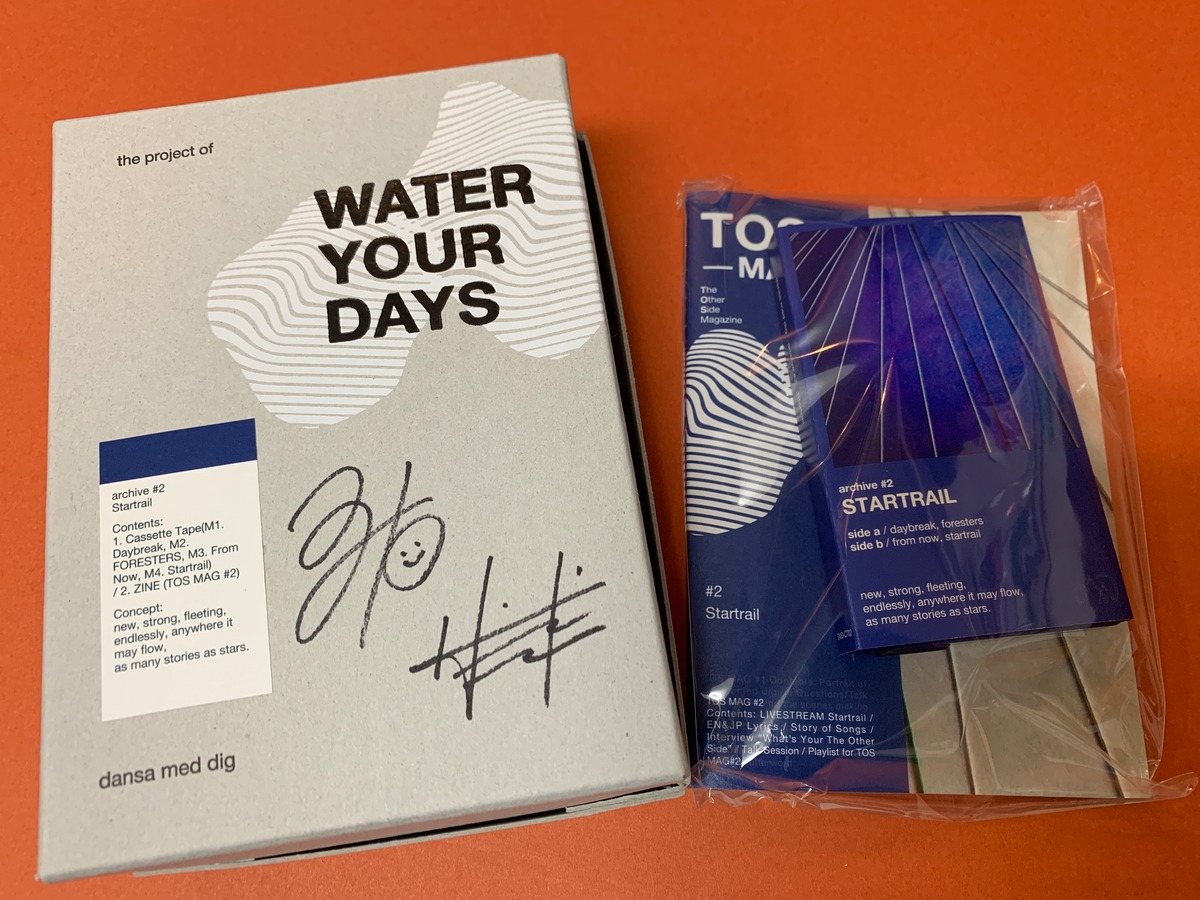 the project of
WATER
YOUR
DAYS
archive #2
Startrail
Contents:
1. Cassette Tape(M1.
Daybreak, M2.
FORESTERS, M3. From
Now, M4. Startrail)
/ 2. ZINE (TOS MAG #2)
Concept:
new, strong, fleeting,
endlessly, anywhere it
may flow,
as many stories as stars.
dansa med dig
TOS
— MA
The
Other
Side
Magazine
#2
Startrail
TOS MAG #2
Contents: LIVESTREAM Startrail /
EN&JP Lyrics / Story of Songs /
Interview "What's Your The Other
Side" / Talk Session / Playlist for TOS
MAG#2
archive #2
STARTRAIL
side a / daybreak, foresters
side b / from now, startrail
new, strong, fleeting,
endlessly, anywhere it may flow,
as many stories as stars.